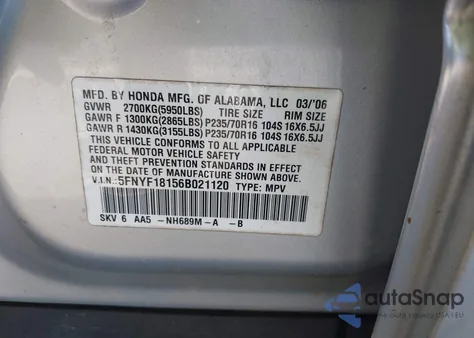 MFD. BY HONDA MFG. OF ALABAMA, LLC 03/'06
GVWR 2700KG(5950LBS) TIRE SIZE RIM SIZE
GAWR F 1300KG(2865LBS) P235/70R16 104S 16X6.5JJ
GAWR R 1430KG(3155LBS) P235/70R16 104S 16X6.5JJ
THIS VEHICLE CONFORMS TO ALL APPLICABLE
FEDERAL MOTOR VEHICLE SAFETY, BUMPER,
AND THEFT PREVENTION STANDARDS IN EFFECT
ON THE DATE OF MANUFACTURE SHOWN ABOVE.
V.I.N.: 5FNYF18156B021120 TYPE: MPV
SKV 6 AA5 -NH689M-A -B
autoSnap